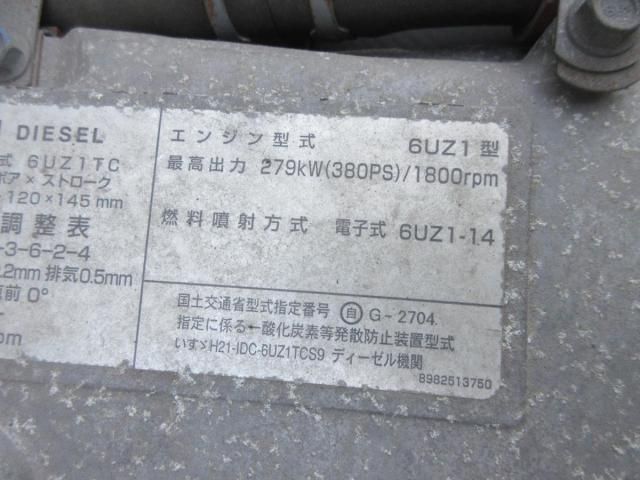 DIESEL
式 6UZ1TC
ボア×ストローク
120×145mm
調整表
-3-6-2-4
.2mm 排気0.5mm
前 0°
pm
エンジン型式 6UZ1型
最高出力 279kW(380PS)/1800rpm
燃料噴射方式 電子式 6UZ1-14
国土交通省型式指定番号 自 G-2704
指定に係る一酸化炭素等発散防止装置型式
いすゞH21-IDC-6UZ1TCS9 ディーゼル機関
8982513750